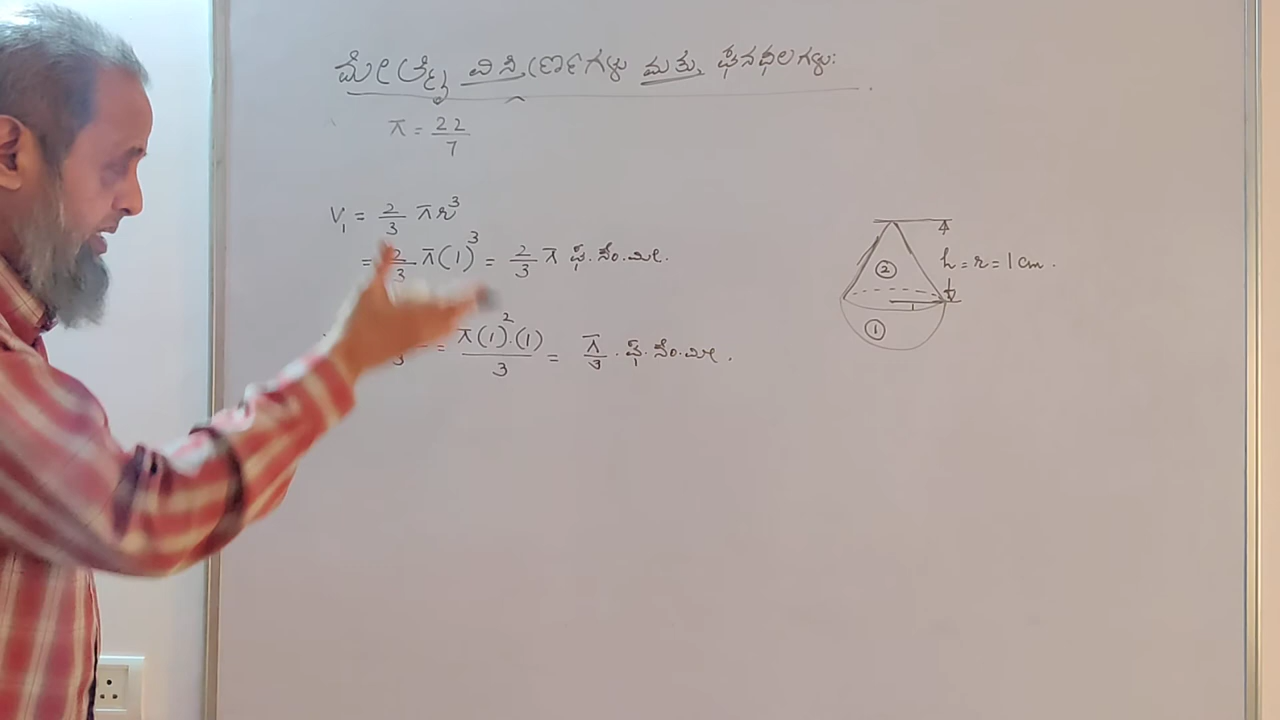 ಮೇಲ್ಮೈ ವಿಸ್ತೀರ್ಣಗಳು ಮತ್ತು ಘನಫಲಗಳು:
π = 22/7
V₁ = 2/3 πr³
= 2/3 π(1)³ = 2/3 π ಘ. ಸೆಂ.ಮೀ.
3 = π(1)².(1)/3 = π/3 . ಘ. ಸೆಂ.ಮೀ.
②
h = r = 1 cm .
1
①